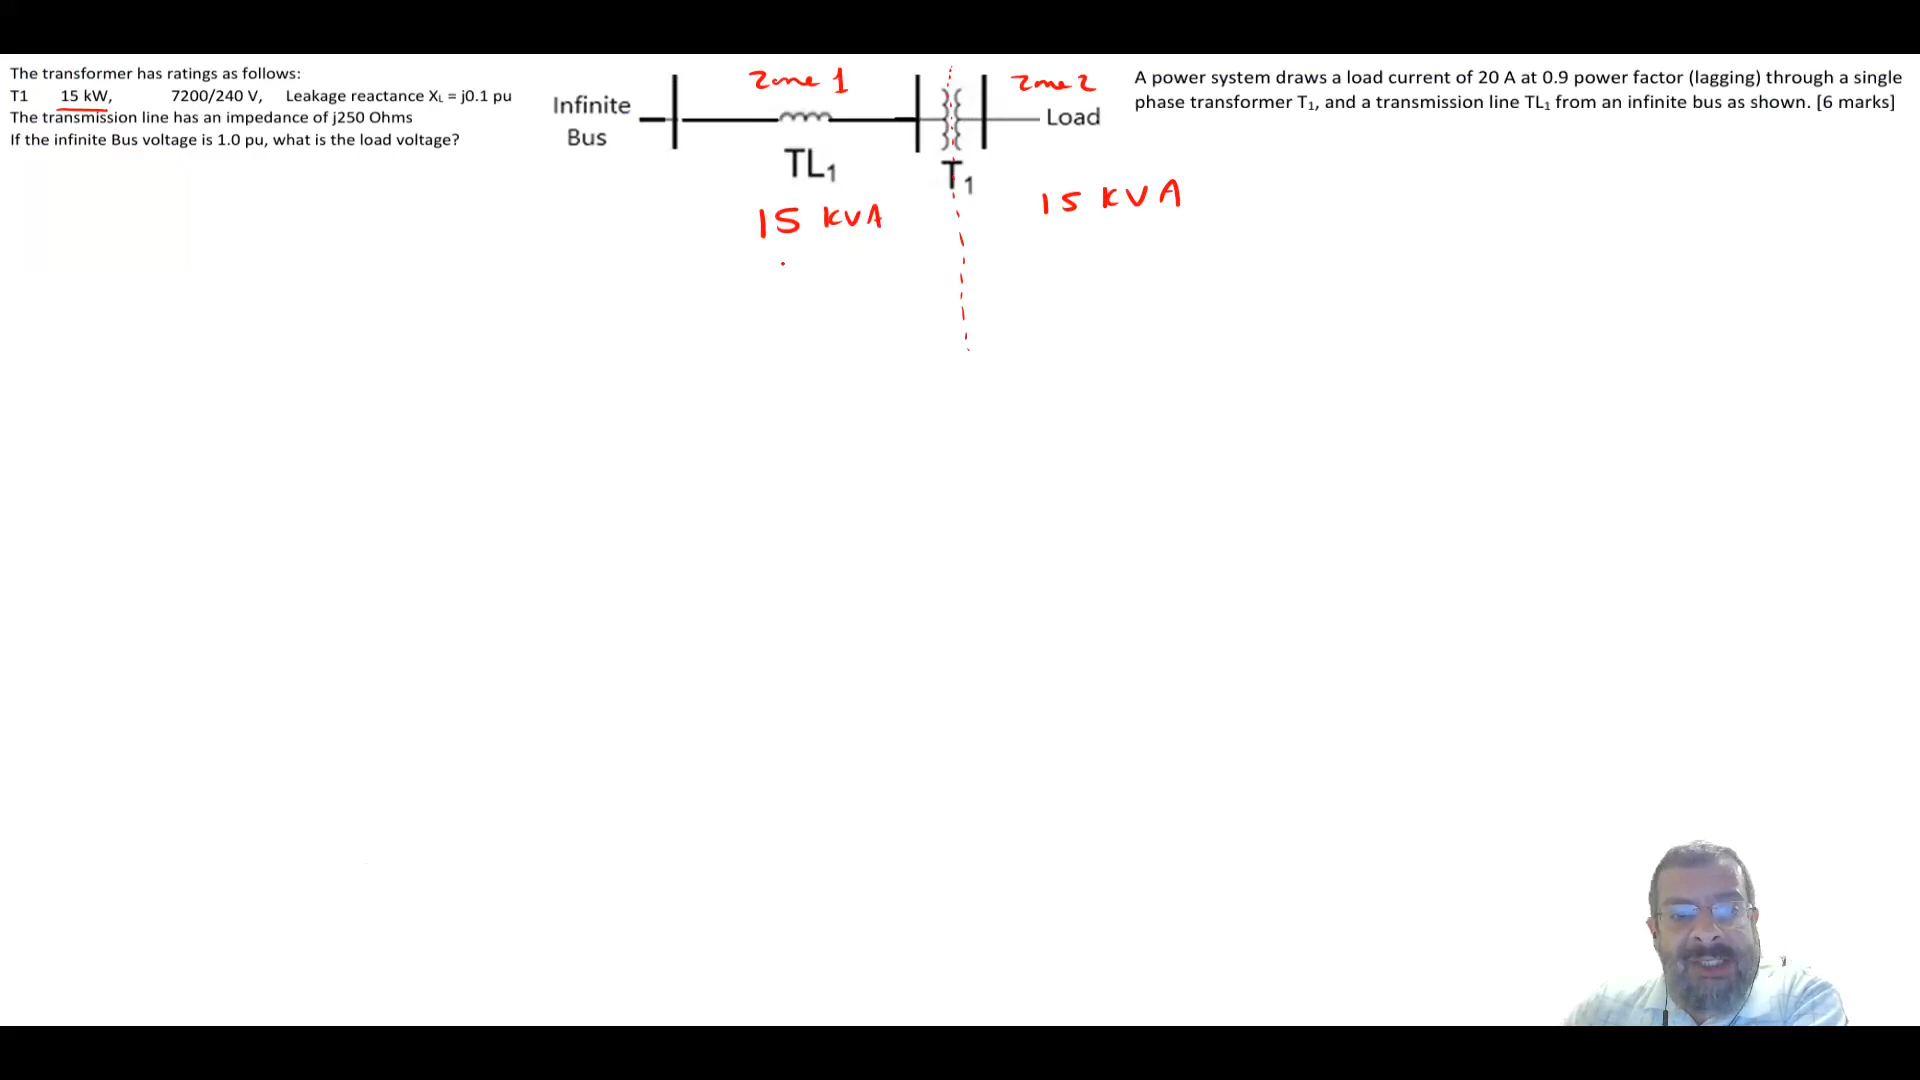 The transformer has ratings as follows:
T1 15 kW, 7200/240 V, Leakage reactance XL = j0.1 pu
The transmission line has an impedance of j250 Ohms
If the infinite Bus voltage is 1.0 pu, what is the load voltage?
Zone 1
Zone 2
Infinite
Bus
Load
TL1
T1
15 KVA
15 KVA
A power system draws a load current of 20 A at 0.9 power factor (lagging) through a single
phase transformer T1, and a transmission line TL1 from an infinite bus as shown. [6 marks]